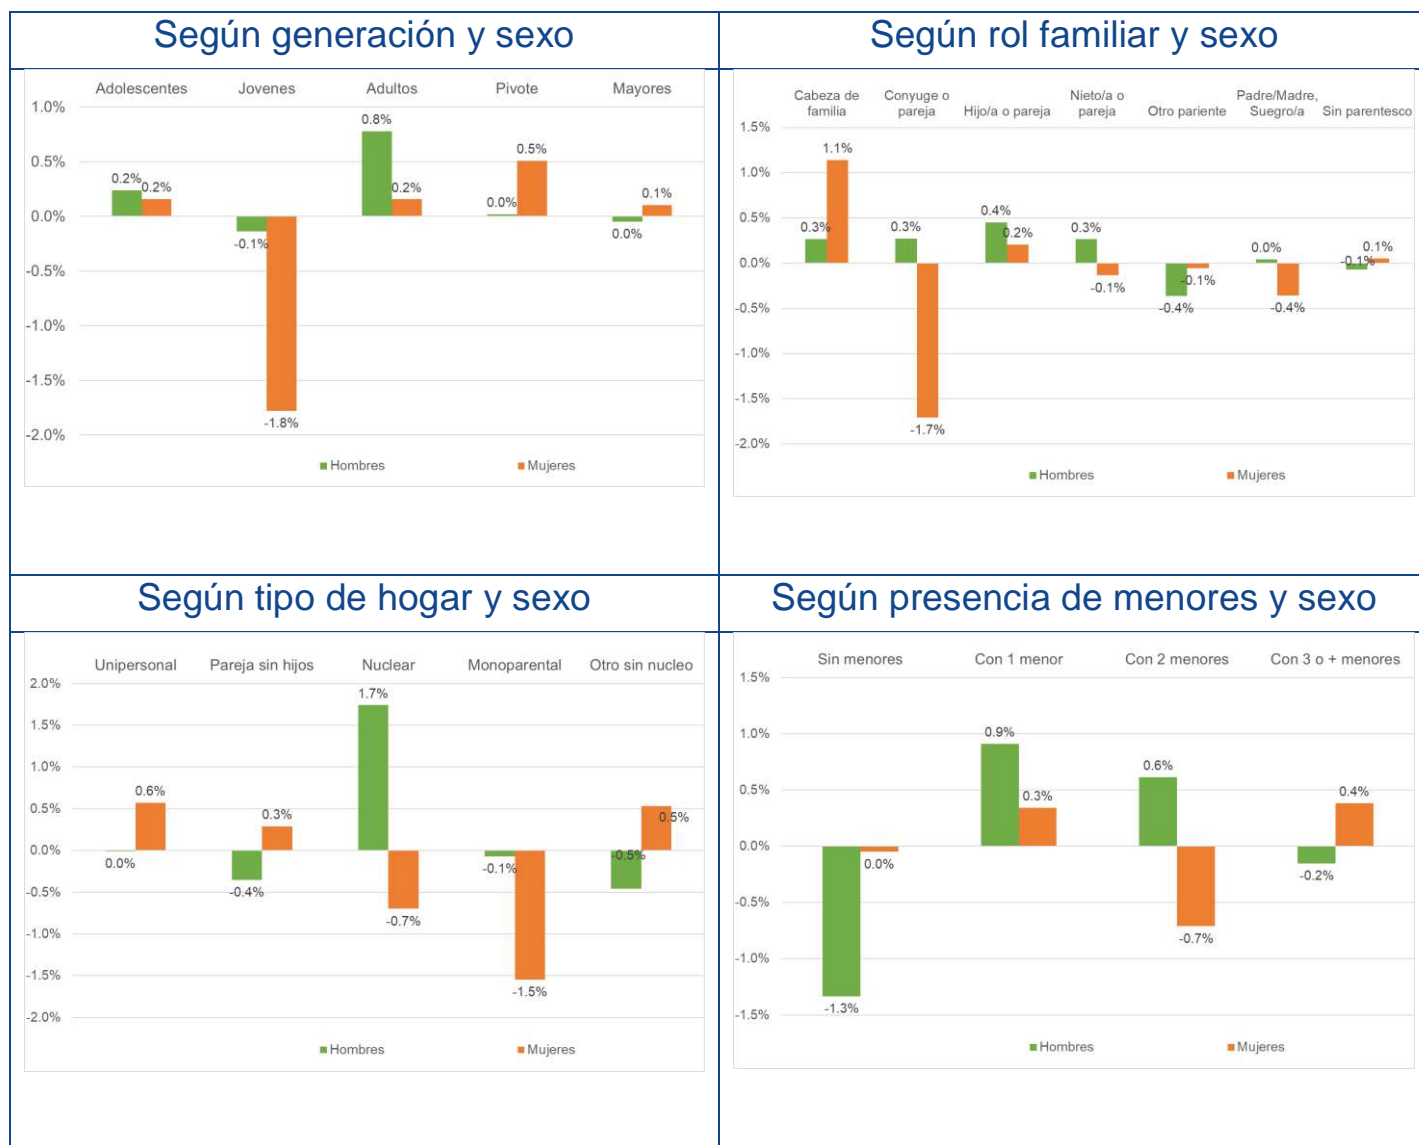 Según generación y sexo
Adolescentes Jovenes Adultos Pivote Mayores
1.0%
0.5%
0.0%
-0.5%
-1.0%
-1.5%
-2.0%
0.2% 0.2% -0.1% -1.8% 0.8% 0.2% 0.0% 0.5% 0.0% 0.1%
Hombres Mujeres
Según rol familiar y sexo
Cabeza de familia Conyuge o pareja Hijo/a o pareja Nieto/a o pareja Otro pariente Padre/Madre, Suegro/a Sin parentesco
1.5%
1.0%
0.5%
0.0%
-0.5%
-1.0%
-1.5%
-2.0%
0.3% 1.1% 0.3% -1.7% 0.4% 0.2% 0.3% -0.1% -0.4% -0.1% 0.0% -0.4% -0.1% 0.1%
Hombres Mujeres
Según tipo de hogar y sexo
Unipersonal Pareja sin hijos Nuclear Monoparental Otro sin nucleo
2.0%
1.5%
1.0%
0.5%
0.0%
-0.5%
-1.0%
-1.5%
-2.0%
0.0% 0.6% -0.4% 0.3% 1.7% -0.7% -0.1% -1.5% -0.5% 0.5%
Hombres Mujeres
Según presencia de menores y sexo
Sin menores Con 1 menor Con 2 menores Con 3 o + menores
1.5%
1.0%
0.5%
0.0%
-0.5%
-1.0%
-1.5%
-1.3% 0.0% 0.9% 0.3% 0.6% -0.7% -0.2% 0.4%
Hombres Mujeres